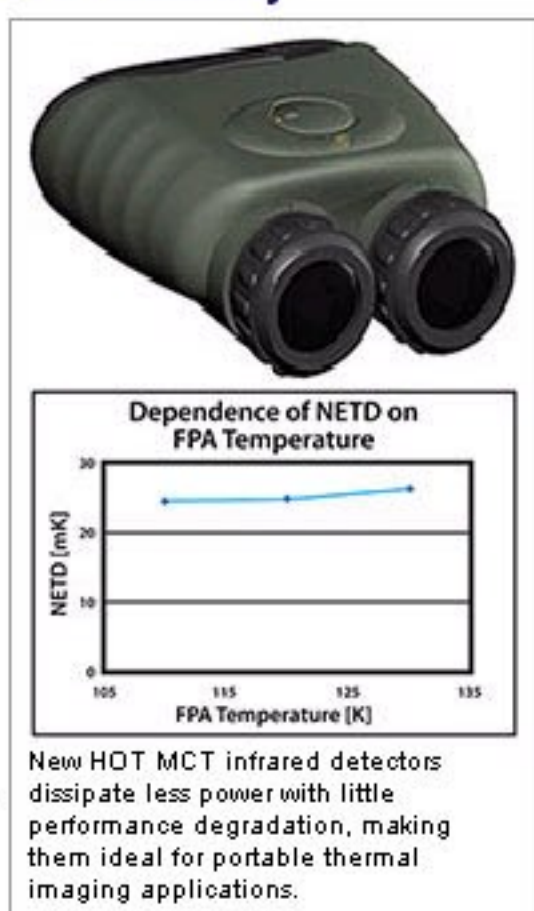 Dependence of NETD on
FPA Temperature
30
20
10
0
NETD [mK]
105 115 125 135
FPA Temperature [K]
New HOT MCT infrared detectors
dissipate less power with little
performance degradation, making
them ideal for portable thermal
imaging applications.